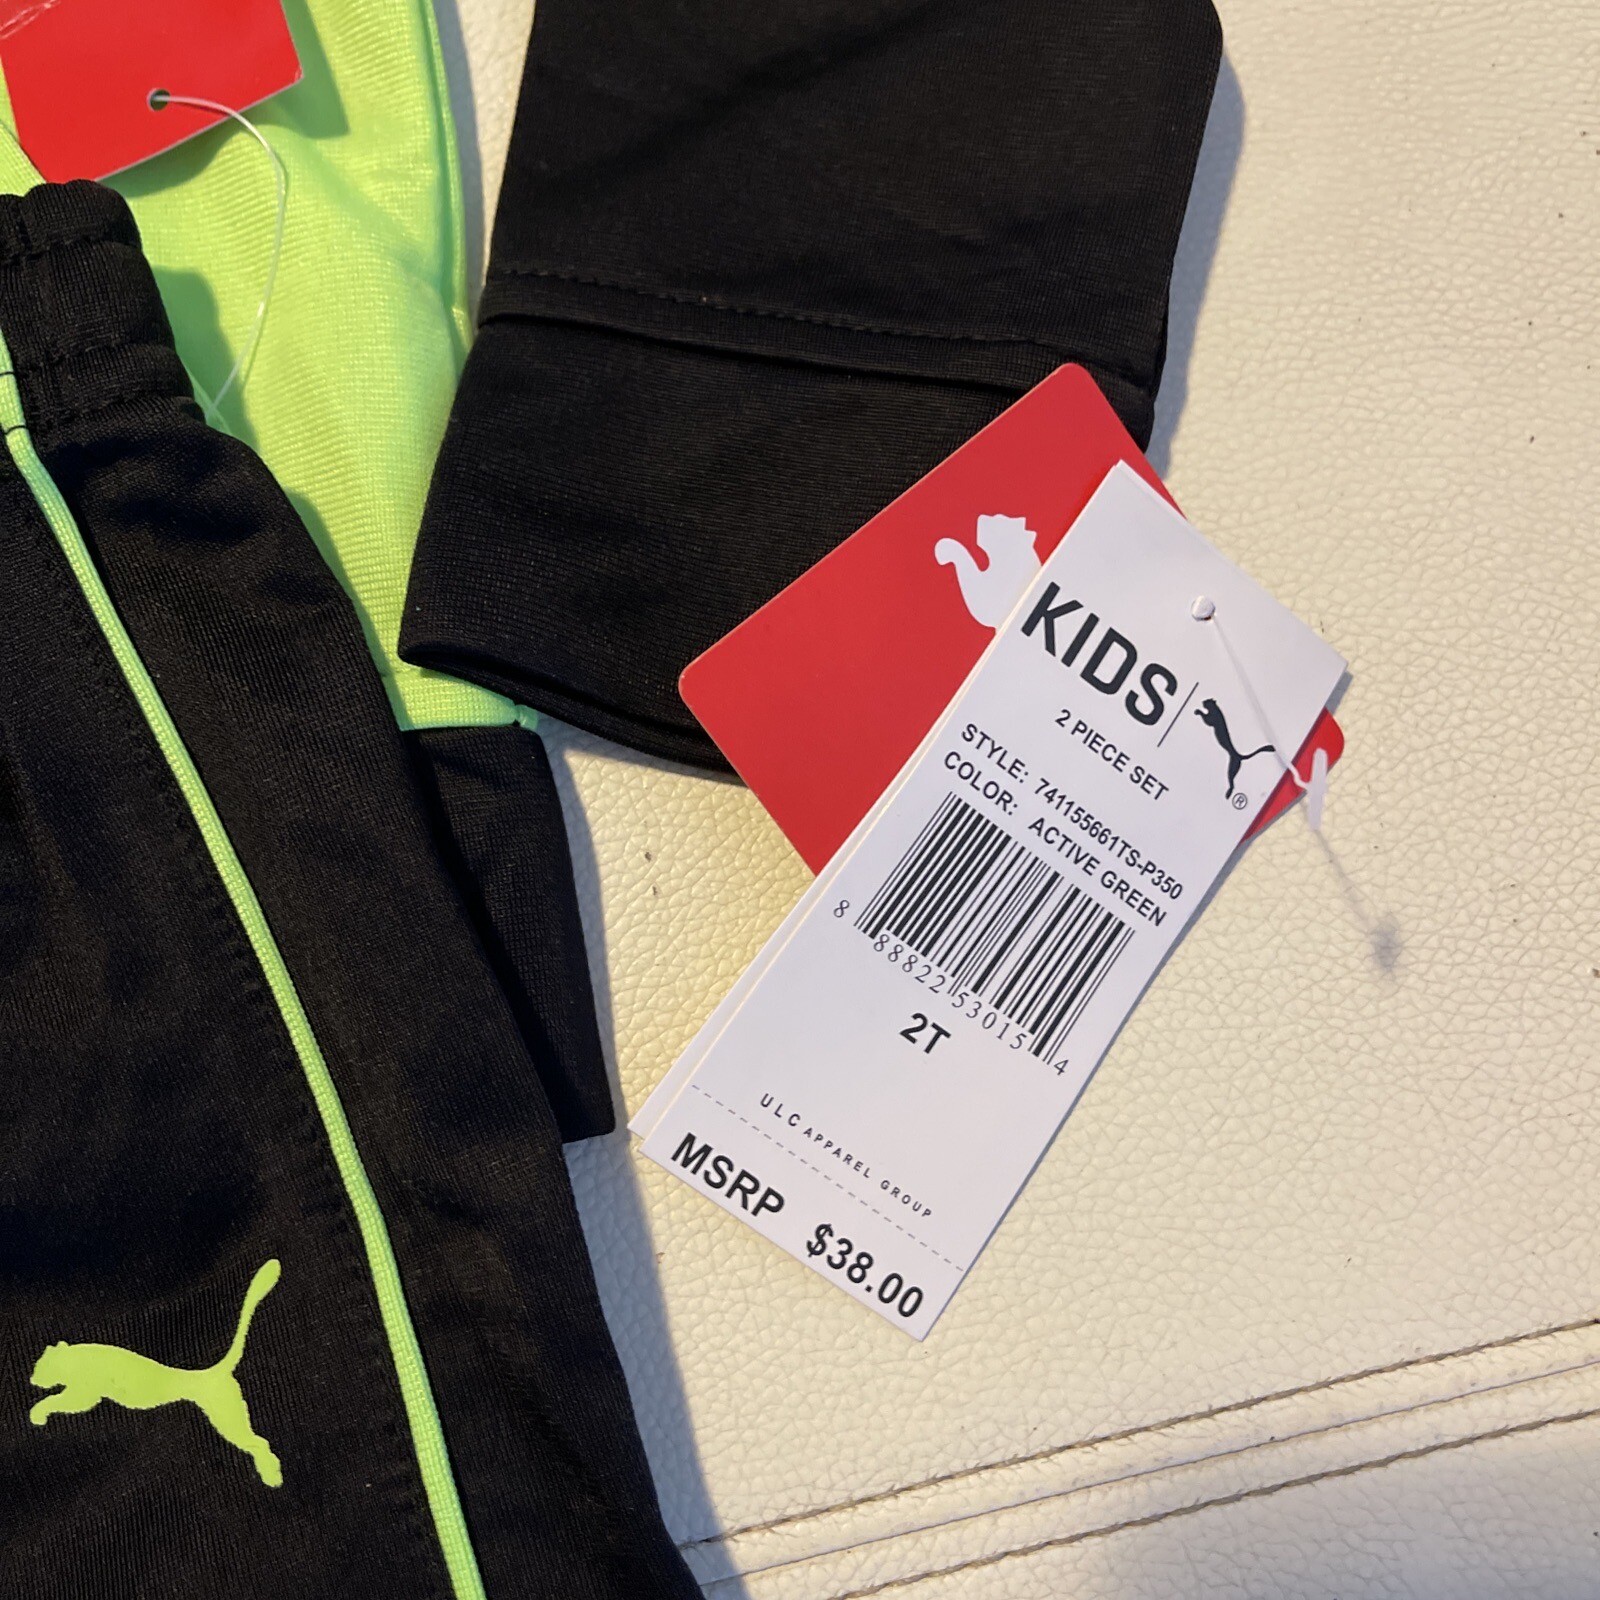 KIDS
®
2 PIECE SET
STYLE: 741155661TS-P350
COLOR: ACTIVE GREEN
8 88822 53015 4
2T
ULC APPAREL GROUP
MSRP $38.00